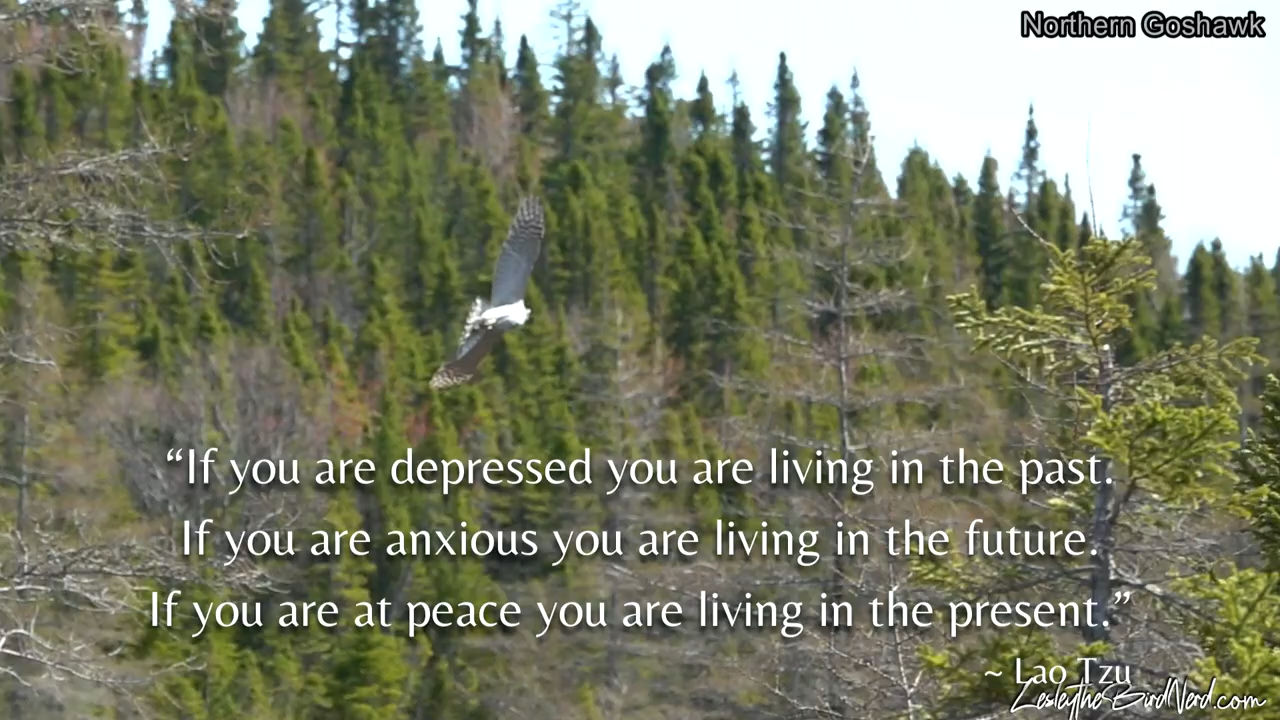 Northern Goshawk
“If you are depressed you are living in the past.
If you are anxious you are living in the future.
If you are at peace you are living in the present.”
~ Lao Tzu
LesleytheBirdNerd.com